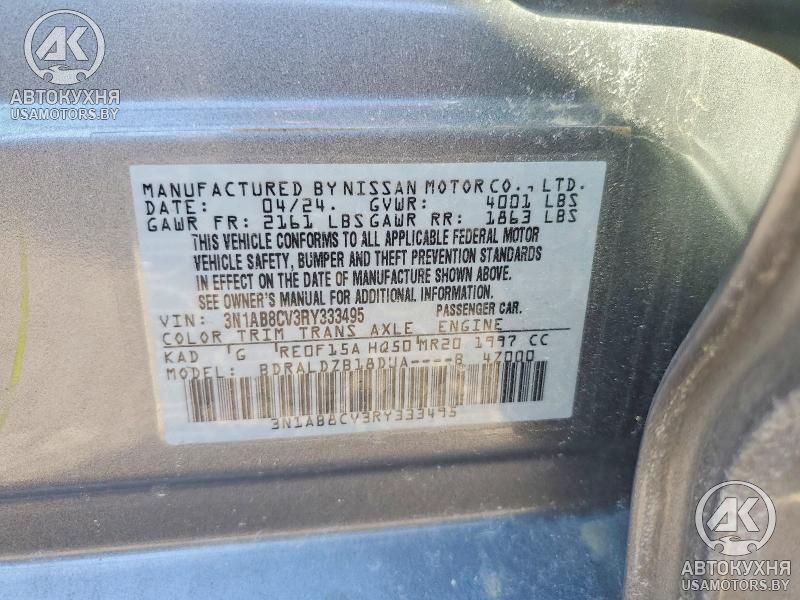 AK
АВТОКУХНЯ
USAMOTORS.BY
MANUFACTURED BY NISSAN MOTOR CO., LTD.
DATE: 04/24. GVWR: 4001 LBS
GAWR FR: 2161 LBS GAWR RR: 1863 LBS
THIS VEHICLE CONFORMS TO ALL APPLICABLE FEDERAL MOTOR
VEHICLE SAFETY, BUMPER AND THEFT PREVENTION STANDARDS
IN EFFECT ON THE DATE OF MANUFACTURE SHOWN ABOVE.
SEE OWNER'S MANUAL FOR ADDITIONAL INFORMATION.
VIN: 3N1AB8CV3RY333495 PASSENGER CAR.
COLOR TRIM TRANS AXLE ENGINE
KAD G RE0F15A HQ50 MR20 1997 CC
MODEL: BDRALDZB18DUA----B 4Z000
3N1AB8CV3RY333495
AK
АВТОКУХНЯ
USAMOTORS.BY